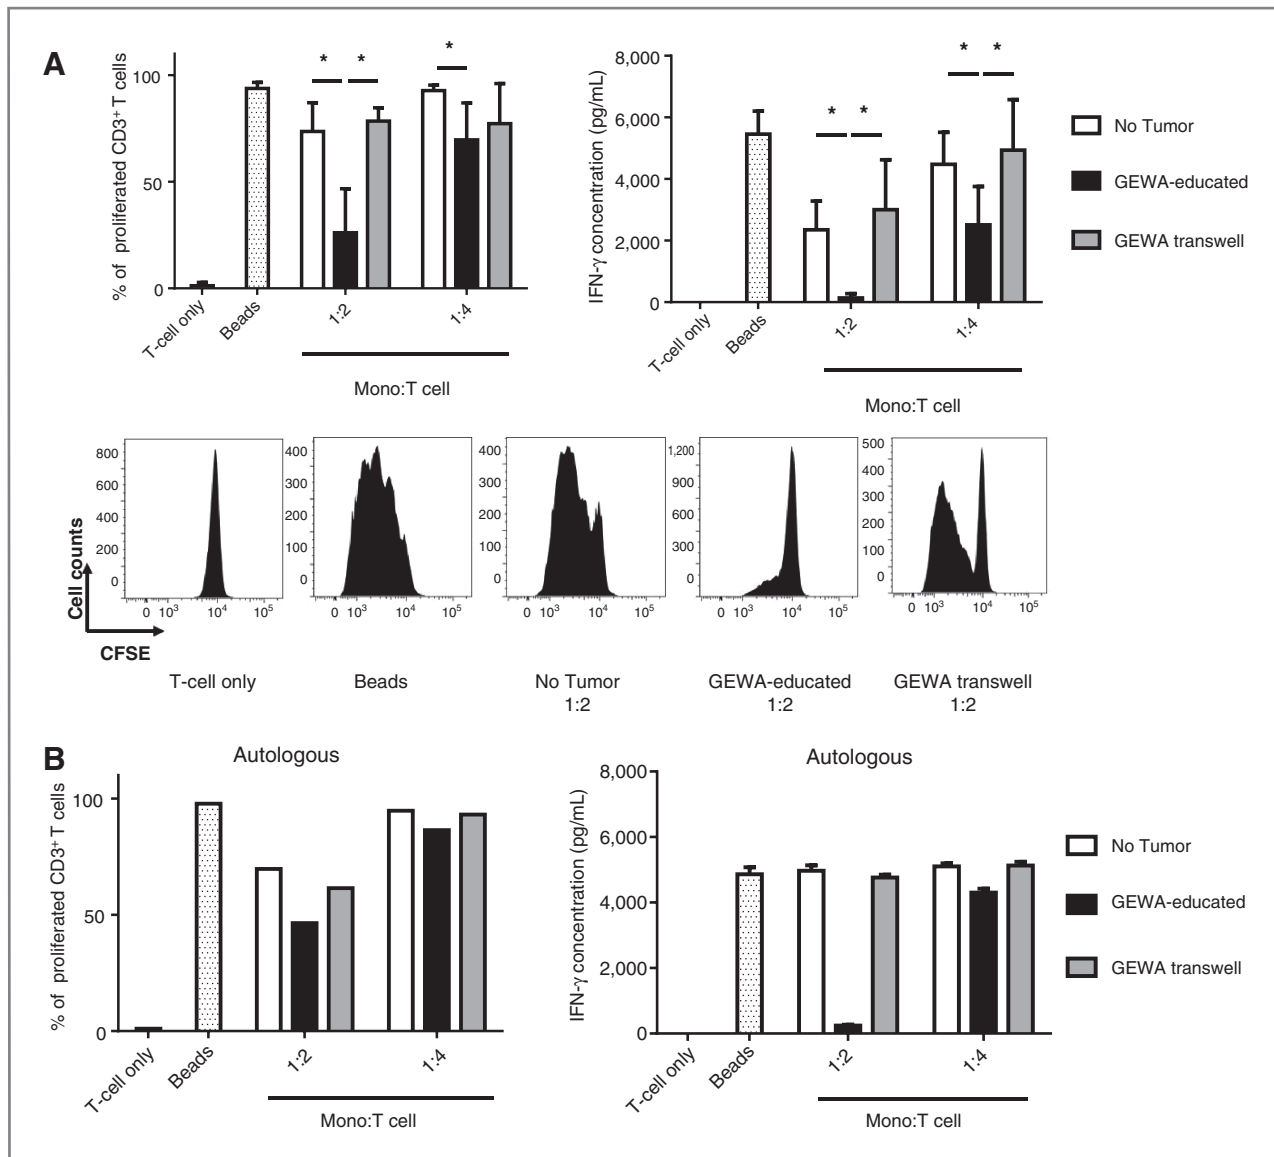 A
% of proliferated CD3+ T cells
100
50
0
T-cell only
Beads
1:2
1:4
Mono:T cell
IFN-γ concentration (pg/mL)
8,000
6,000
4,000
2,000
0
T-cell only
Beads
1:2
1:4
Mono:T cell
* * *
* * * *
No Tumor
GEWA-educated
GEWA transwell
Cell counts
CFSE
800
600
400
200
0
0 10³ 10⁴ 10⁵
T-cell only
400
300
200
100
0
0 10³ 10⁴ 10⁵
Beads
400
300
200
100
0
0 10³ 10⁴ 10⁵
No Tumor
1:2
1,200
900
600
300
0
0 10³ 10⁴ 10⁵
GEWA-educated
1:2
500
400
300
200
100
0
0 10³ 10⁴ 10⁵
GEWA transwell
1:2
B
Autologous
% of proliferated CD3+ T cells
100
50
0
T-cell only
Beads
1:2
1:4
Mono:T cell
Autologous
IFN-γ concentration (pg/mL)
8,000
6,000
4,000
2,000
0
T-cell only
Beads
1:2
1:4
Mono:T cell
No Tumor
GEWA-educated
GEWA transwell